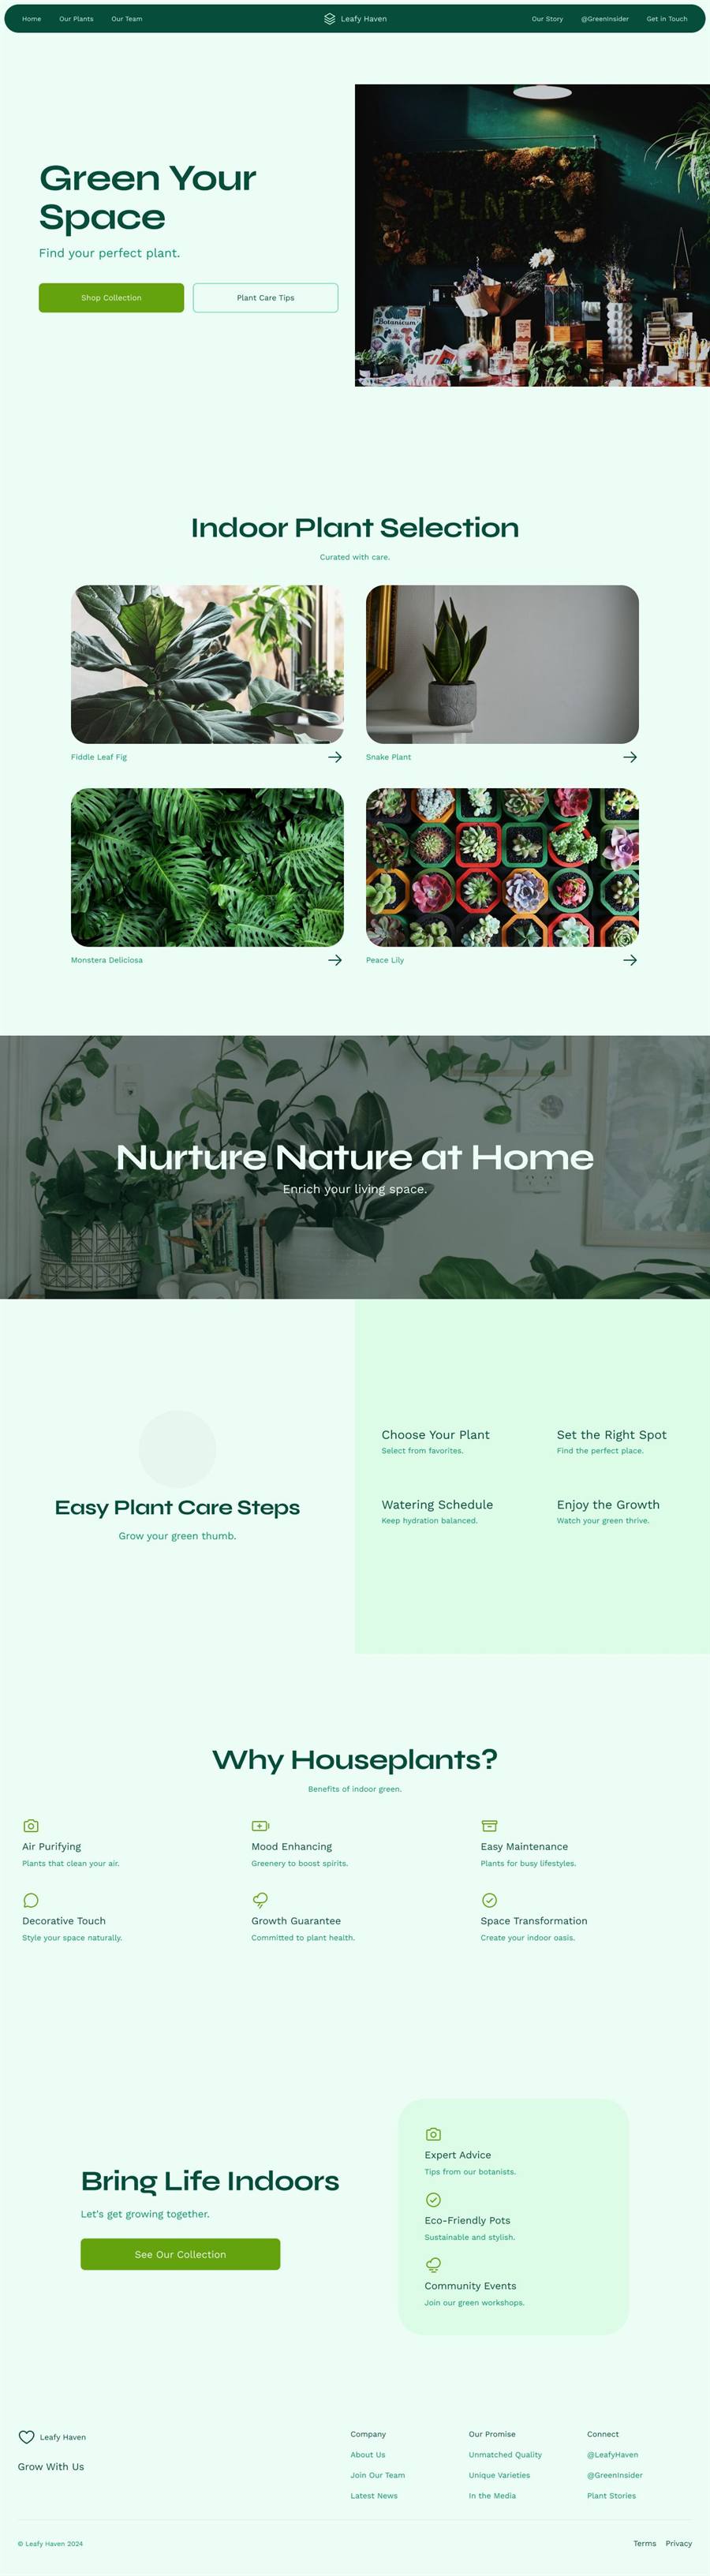 Home
Our Plants
Our Team
Leafy Haven
Our Story
@GreenInsider
Get in Touch
Green Your
Space
Find your perfect plant.
Shop Collection
Plant Care Tips
PLNTR
Botanicum
Indoor Plant Selection
Curated with care.
Fiddle Leaf Fig
Snake Plant
Monstera Deliciosa
Peace Lily
Nurture Nature at Home
Enrich your living space.
Easy Plant Care Steps
Grow your green thumb.
Choose Your Plant
Select from favorites.
Set the Right Spot
Find the perfect place.
Watering Schedule
Keep hydration balanced.
Enjoy the Growth
Watch your green thrive.
Why Houseplants?
Benefits of indoor green.
Air Purifying
Plants that clean your air.
Mood Enhancing
Greenery to boost spirits.
Easy Maintenance
Plants for busy lifestyles.
Decorative Touch
Style your space naturally.
Growth Guarantee
Committed to plant health.
Space Transformation
Create your indoor oasis.
Bring Life Indoors
Let's get growing together.
See Our Collection
Expert Advice
Tips from our botanists.
Eco-Friendly Pots
Sustainable and stylish.
Community Events
Join our green workshops.
Leafy Haven
Grow With Us
Company
About Us
Join Our Team
Latest News
Our Promise
Unmatched Quality
Unique Varieties
In the Media
Connect
@LeafyHaven
@GreenInsider
Plant Stories
© Leafy Haven 2024
Terms
Privacy